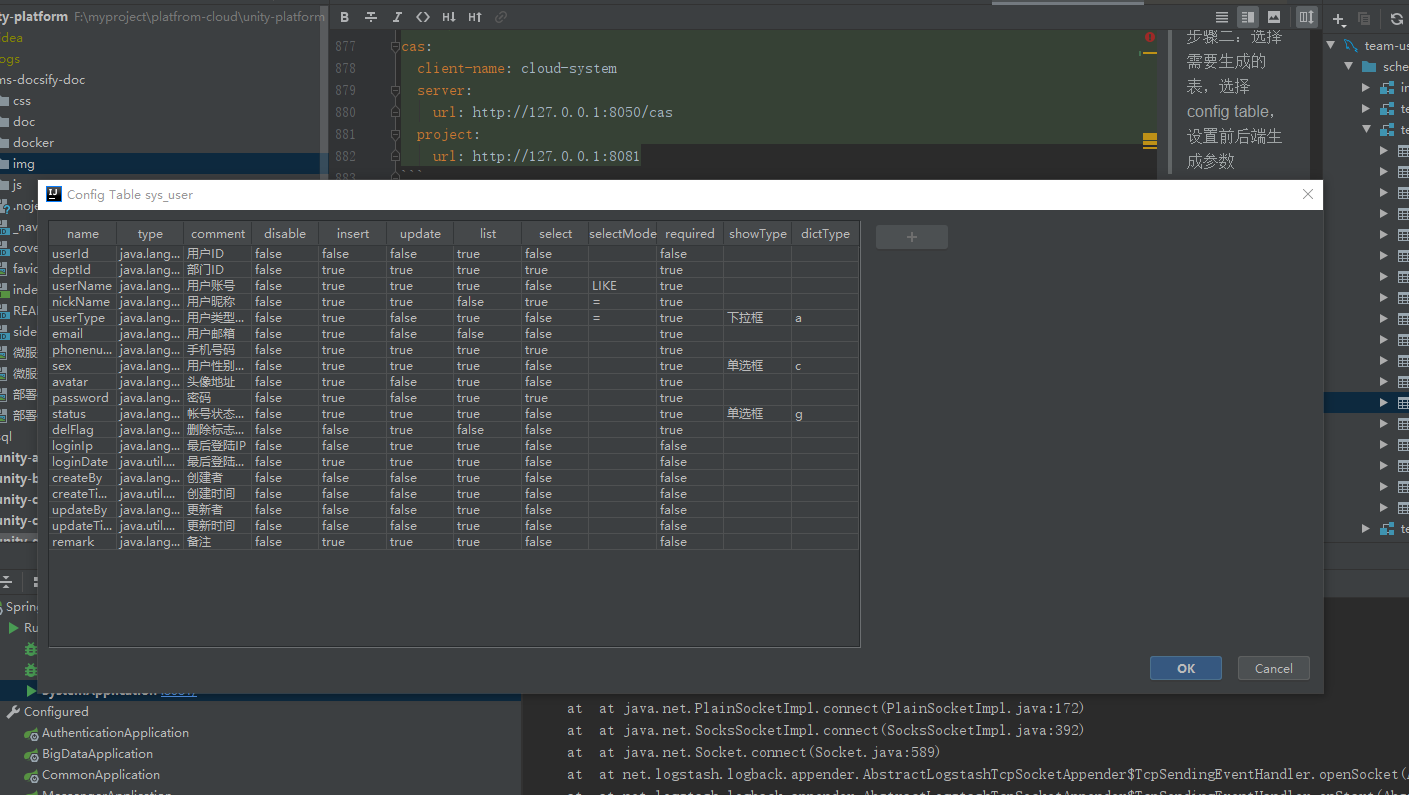 ty-platform F:\myproject\platfrom-cloud\unity-platform
dea
ogs
ms-docsify-doc
css
doc
docker
img
js
.noje
_nav
cove
favic
inde
REA
side
微服
微服
部署
部署
ql
unity-a
unity-b
unity-c
unity-c
B I <> H↓ H↑
877 cas:
878 client-name: cloud-system
879 server:
880 url: http://127.0.0.1:8050/cas
881 project:
882 url: http://127.0.0.1:8081
883 ```
步骤二：选择
需要生成的
表，选择
config table，
设置前后端生
成参数
team-us
sche
in
te
te
te
Config Table sys_user
name type comment disable insert update list select selectMode required showType dictType
userId java.lang... 用户ID false false false true false false
deptId java.lang... 部门ID false true true true true true
userName java.lang... 用户账号 false true true true false LIKE true
nickName java.lang... 用户昵称 false true true false true = true
userType java.lang... 用户类型... false true false true false = true 下拉框 a
email java.lang... 用户邮箱 false true false false false true
phonenu... java.lang... 手机号码 false true true true true true
sex java.lang... 用户性别... false true true true false true 单选框 c
avatar java.lang... 头像地址 false true false true false true
password java.lang... 密码 false true false true true true
status java.lang... 帐号状态... false true true true false true 单选框 g
delFlag java.lang... 删除标志... false true true false false true
loginIp java.lang... 最后登陆IP false false true true false false
loginDate java.util.... 最后登陆... false true true true false false
createBy java.lang... 创建者 false false false true false false
createTi... java.util.... 创建时间 false false false true false false
updateBy java.lang... 更新者 false false false true false false
updateTi... java.util.... 更新时间 false false false true false false
remark java.lang... 备注 false true true true false false
OK Cancel
Spring
Ru
SystemApplication
Configured
AuthenticationApplication
BigDataApplication
CommonApplication
MessengerApplication
at at java.net.PlainSocketImpl.connect(PlainSocketImpl.java:172)
at at java.net.SocksSocketImpl.connect(SocksSocketImpl.java:392)
at at java.net.Socket.connect(Socket.java:589)
at at net.logstash.logback.appender.AbstractLogstashTcpSocketAppender$TcpSendingEventHandler.openSocket(A
at at net.logstash.logback.appender.AbstractLogstashTcpSocketAppender$TcpSendingEventHandler.onStart(Abs